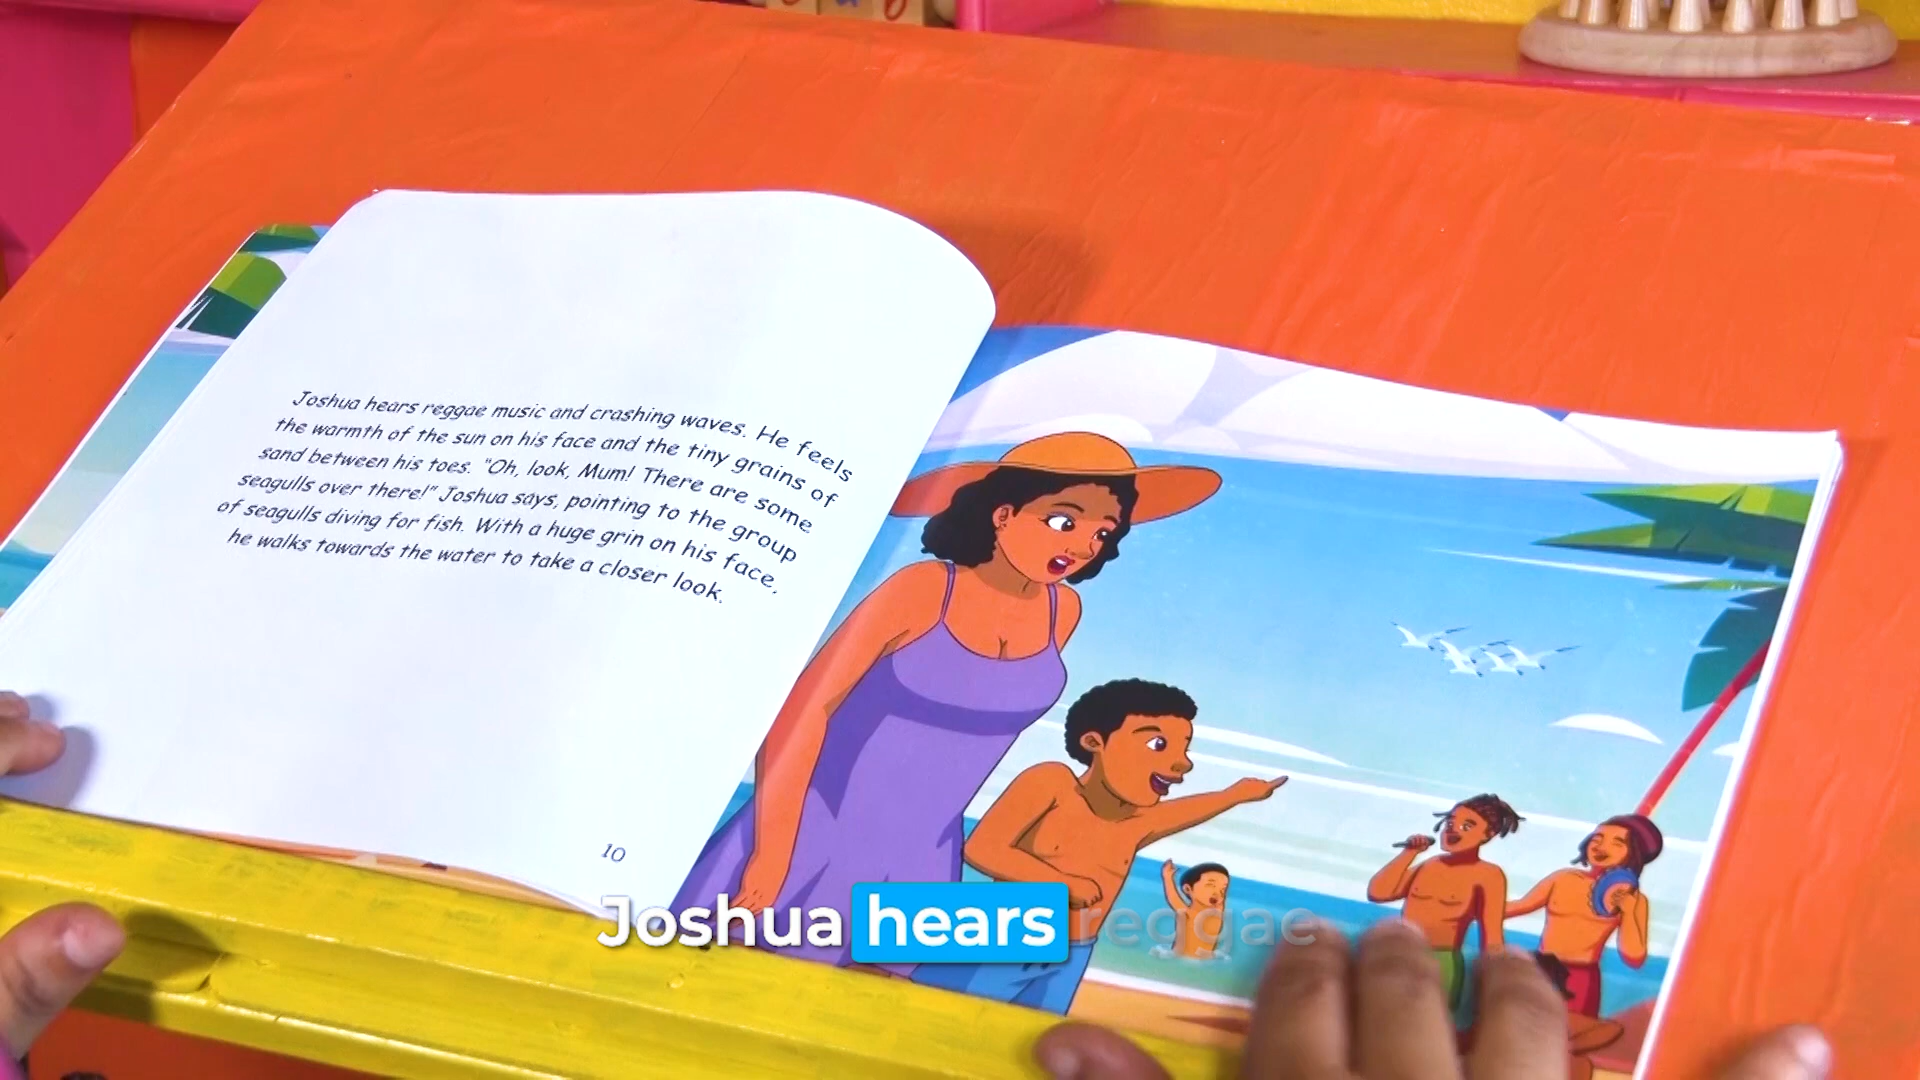 Joshua hears reggae music and crashing waves. He feels
the warmth of the sun on his face and the tiny grains of
sand between his toes. "Oh, look, Mum! There are some
seagulls over there!" Joshua says, pointing to the group
of seagulls diving for fish. With a huge grin on his face,
he walks towards the water to take a closer look.
10
Joshua hears reggae